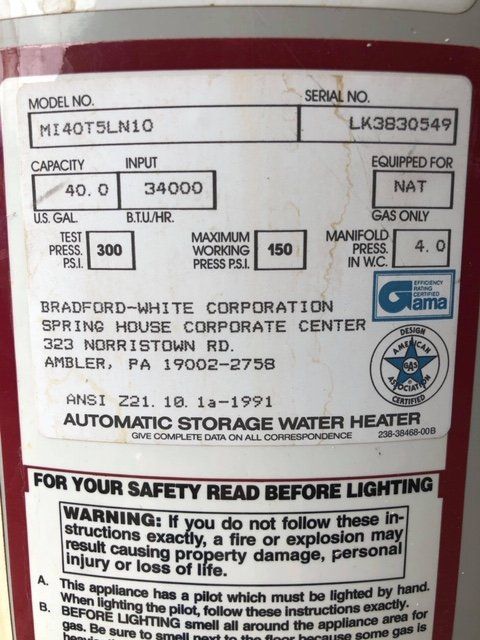 MODEL NO. SERIAL NO.
MI40T5LN10 LK3830549
CAPACITY INPUT EQUIPPED FOR
40.0 34000 NAT
U.S. GAL. B.T.U./HR. GAS ONLY
TEST PRESS. P.S.I. 300 MAXIMUM WORKING PRESS P.S.I. 150 MANIFOLD PRESS. IN W.C. 4.0
EFFICIENCY RATING CERTIFIED
Gama
BRADFORD-WHITE CORPORATION
SPRING HOUSE CORPORATE CENTER
323 NORRISTOWN RD.
AMBLER, PA 19002-2758
DESIGN
AMERICAN GAS ASSOCIATION
CERTIFIED
ANSI Z21.10.1a-1991
AUTOMATIC STORAGE WATER HEATER
GIVE COMPLETE DATA ON ALL CORRESPONDENCE 238-38468-00B
FOR YOUR SAFETY READ BEFORE LIGHTING
WARNING: If you do not follow these in-
structions exactly, a fire or explosion may
result causing property damage, personal
injury or loss of life.
A. This appliance has a pilot which must be lighted by hand.
When lighting the pilot, follow these instructions exactly.
B. BEFORE LIGHTING smell all around the appliance area for
gas. Be sure to smell next to the floor because some gas is